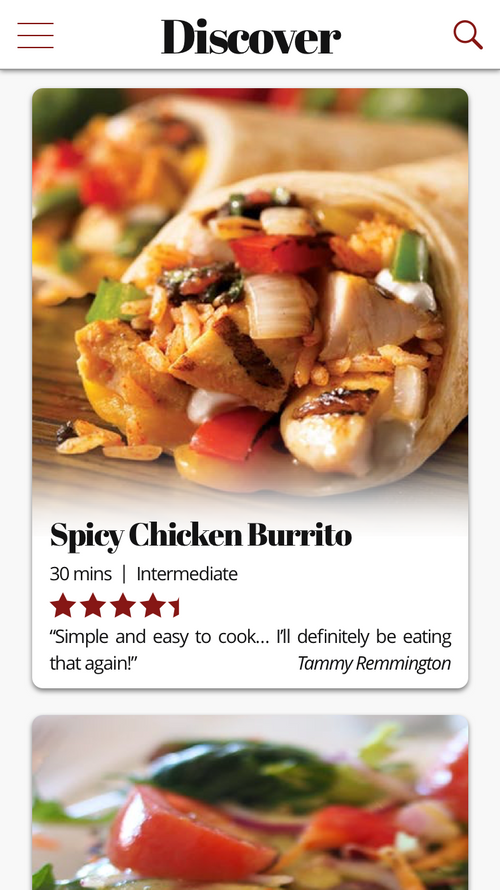 Discover
Spicy Chicken Burrito
30 mins | Intermediate
“Simple and easy to cook... I’ll definitely be eating
that again!” Tammy Remmington